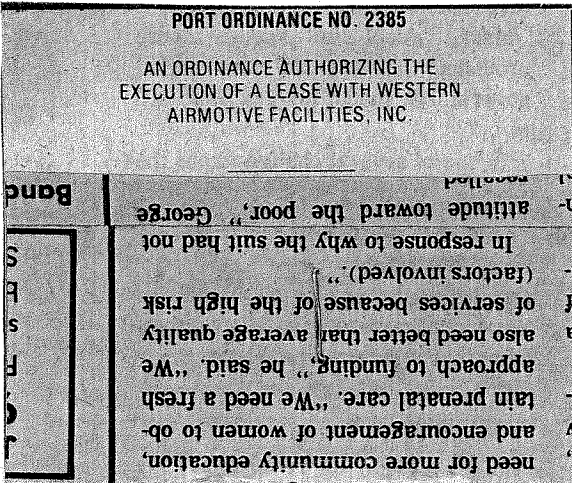 PORT ORDINANCE NO. 2385
AN ORDINANCE AUTHORIZING THE
EXECUTION OF A LEASE WITH WESTERN
AIRMOTIVE FACILITIES, INC.
need for more community education,
and encouragement of women to ob-
tain prenatal care. “We need a fresh
approach to funding,” he said. “We
also need better than average quality
of services because of the high risk
(factors involved).”
In response to why the suit had not
attitude toward the poor,” George
recalled
Banc